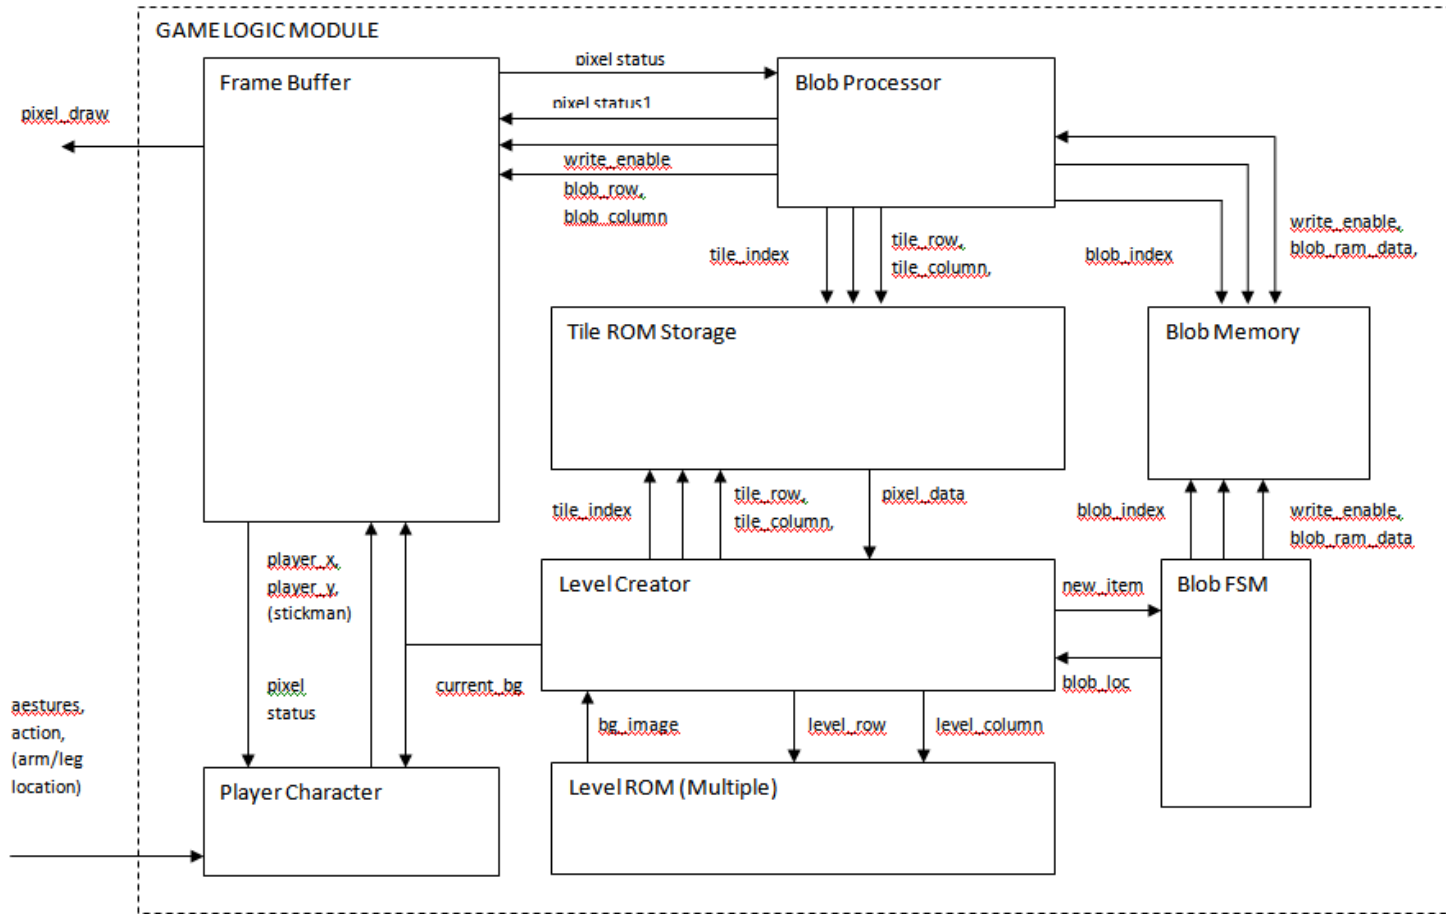 GAME LOGIC MODULE
Frame Buffer
pixel status
Blob Processor
pixel_draw
pixel status1
write_enable
blob_row,
blob_column
tile_index
tile_row,
tile_column,
blob_index
write_enable,
blob_ram_data,
Tile ROM Storage
Blob Memory
tile_index
tile_row,
tile_column,
pixel_data
blob_index
write_enable,
blob_ram_data
player_x,
player_y,
(stickman)
Level Creator
new_item
Blob FSM
pixel
status
current_bg
blob_loc
aestures,
action,
(arm/leg
location)
bg_image
level_row
level_column
Player Character
Level ROM (Multiple)